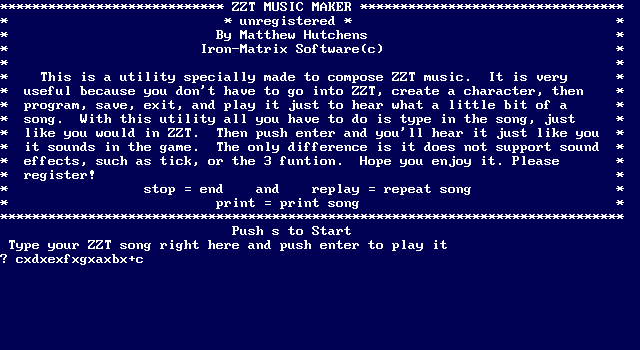 **************************** ZZT MUSIC MAKER *********************************
* * unregistered * *
* By Matthew Hutchens *
* Iron-Matrix Software(c) *
* *
* This is a utility specially made to compose ZZT music. It is very *
* useful because you don't have to go into ZZT, create a character, then *
* program, save, exit, and play it just to hear what a little bit of a *
* song. With this utility all you have to do is type in the song, just *
* like you would in ZZT. Then push enter and you'll hear it just like you *
* it sounds in the game. The only difference is it does not support sound *
* effects, such as tick, or the 3 funtion. Hope you enjoy it. Please *
* register! *
* stop = end and replay = repeat song *
* print = print song *
******************************************************************************
Push s to Start
Type your ZZT song right here and push enter to play it
? cxdxexfxgxaxbx+c